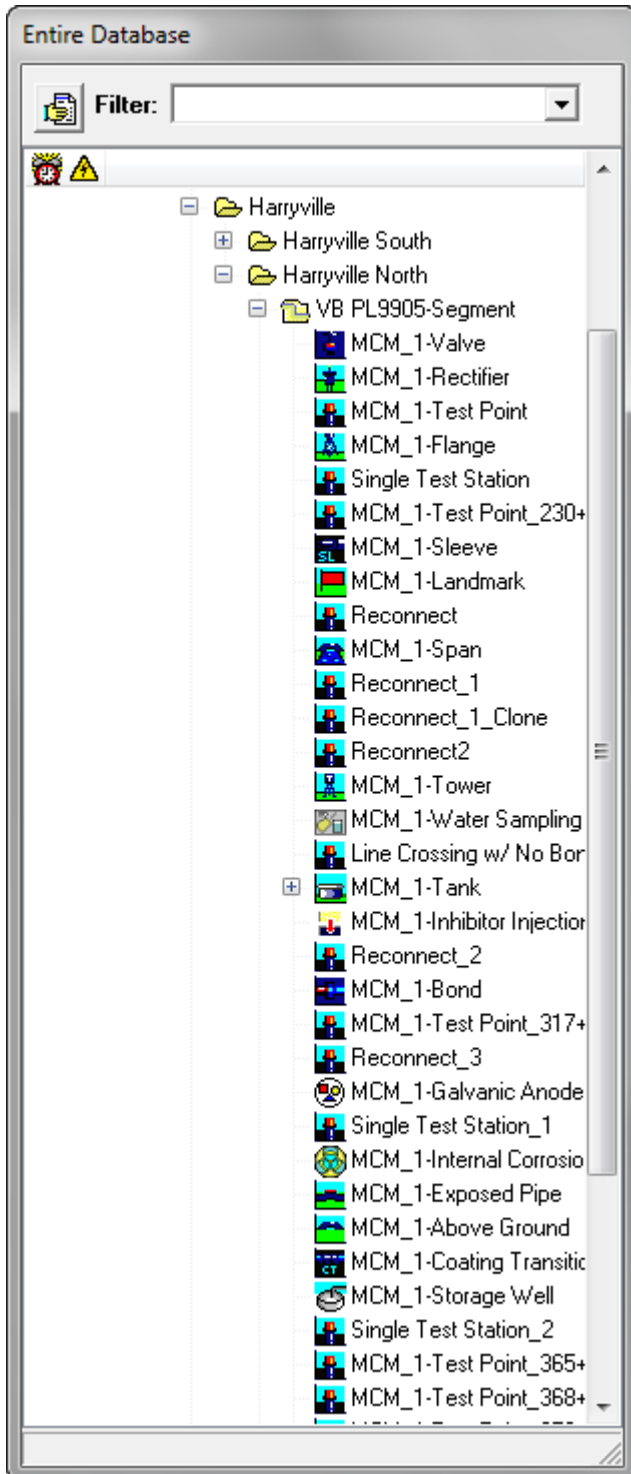 Entire Database
Filter:
Harryville
Harryville South
Harryville North
VB PL9905-Segment
MCM_1-Valve
MCM_1-Rectifier
MCM_1-Test Point
MCM_1-Flange
Single Test Station
MCM_1-Test Point_230+
MCM_1-Sleeve
MCM_1-Landmark
Reconnect
MCM_1-Span
Reconnect_1
Reconnect_1_Clone
Reconnect2
MCM_1-Tower
MCM_1-Water Sampling
Line Crossing w/ No Bor
MCM_1-Tank
MCM_1-Inhibitor Injection
Reconnect_2
MCM_1-Bond
MCM_1-Test Point_317+
Reconnect_3
MCM_1-Galvanic Anode
Single Test Station_1
MCM_1-Internal Corrosio
MCM_1-Exposed Pipe
MCM_1-Above Ground
MCM_1-Coating Transitic
MCM_1-Storage Well
Single Test Station_2
MCM_1-Test Point_365+
MCM_1-Test Point_368+